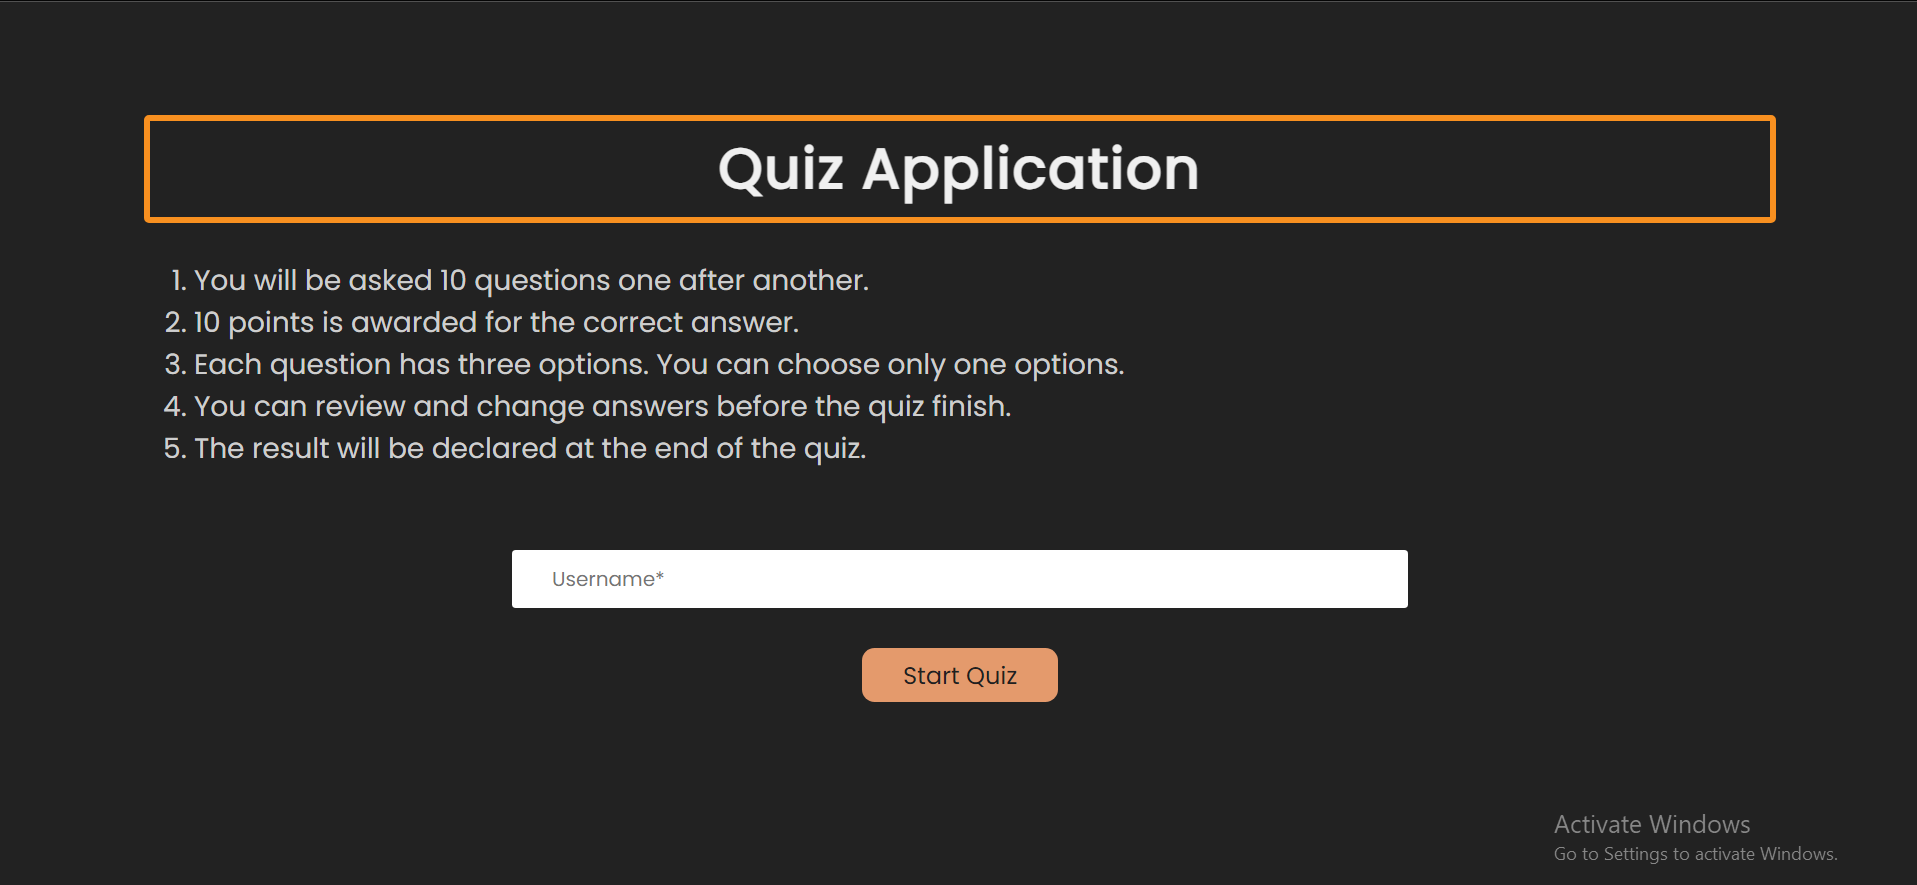 Quiz Application
1. You will be asked 10 questions one after another.
2. 10 points is awarded for the correct answer.
3. Each question has three options. You can choose only one options.
4. You can review and change answers before the quiz finish.
5. The result will be declared at the end of the quiz.
Username*
Start Quiz
Activate Windows
Go to Settings to activate Windows.